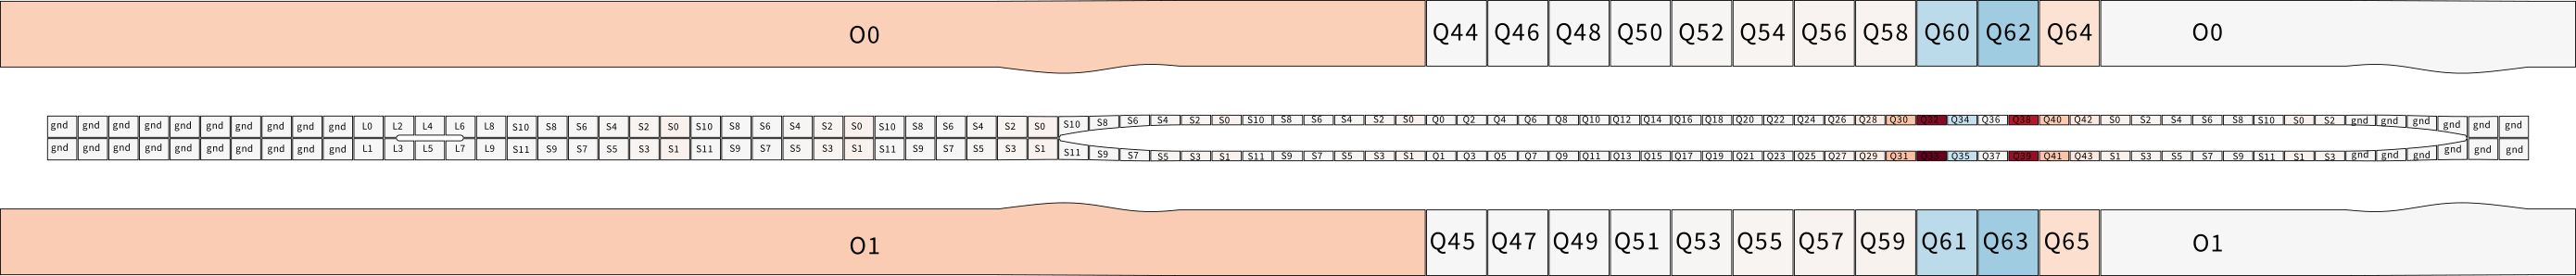 O0 Q44 Q46 Q48 Q50 Q52 Q54 Q56 Q58 Q60 Q62 Q64 O0
gnd gnd gnd gnd gnd gnd gnd gnd gnd gnd L0 L2 L4 L6 L8 S10 S8 S6 S4 S2 S0 S10 S8 S6 S4 S2 S0 S10 S8 S6 S4 S2 S0 S10 S8 S6 S4 S2 S0 S10 S8 S6 S4 S2 S0 Q0 Q2 Q4 Q6 Q8 Q10 Q12 Q14 Q16 Q18 Q20 Q22 Q24 Q26 Q28 Q30 Q32 Q34 Q36 Q38 Q40 Q42 S0 S2 S4 S6 S8 S10 S0 S2 gnd gnd gnd gnd gnd gnd
gnd gnd gnd gnd gnd gnd gnd gnd gnd gnd L1 L3 L5 L7 L9 S11 S9 S7 S5 S3 S1 S11 S9 S7 S5 S3 S1 S11 S9 S7 S5 S3 S1 S11 S9 S7 S5 S3 S1 S11 S9 S7 S5 S3 S1 Q1 Q3 Q5 Q7 Q9 Q11 Q13 Q15 Q17 Q19 Q21 Q23 Q25 Q27 Q29 Q31 Q33 Q35 Q37 Q39 Q41 Q43 S1 S3 S5 S7 S9 S11 S1 S3 gnd gnd gnd gnd gnd gnd
O1 Q45 Q47 Q49 Q51 Q53 Q55 Q57 Q59 Q61 Q63 Q65 O1